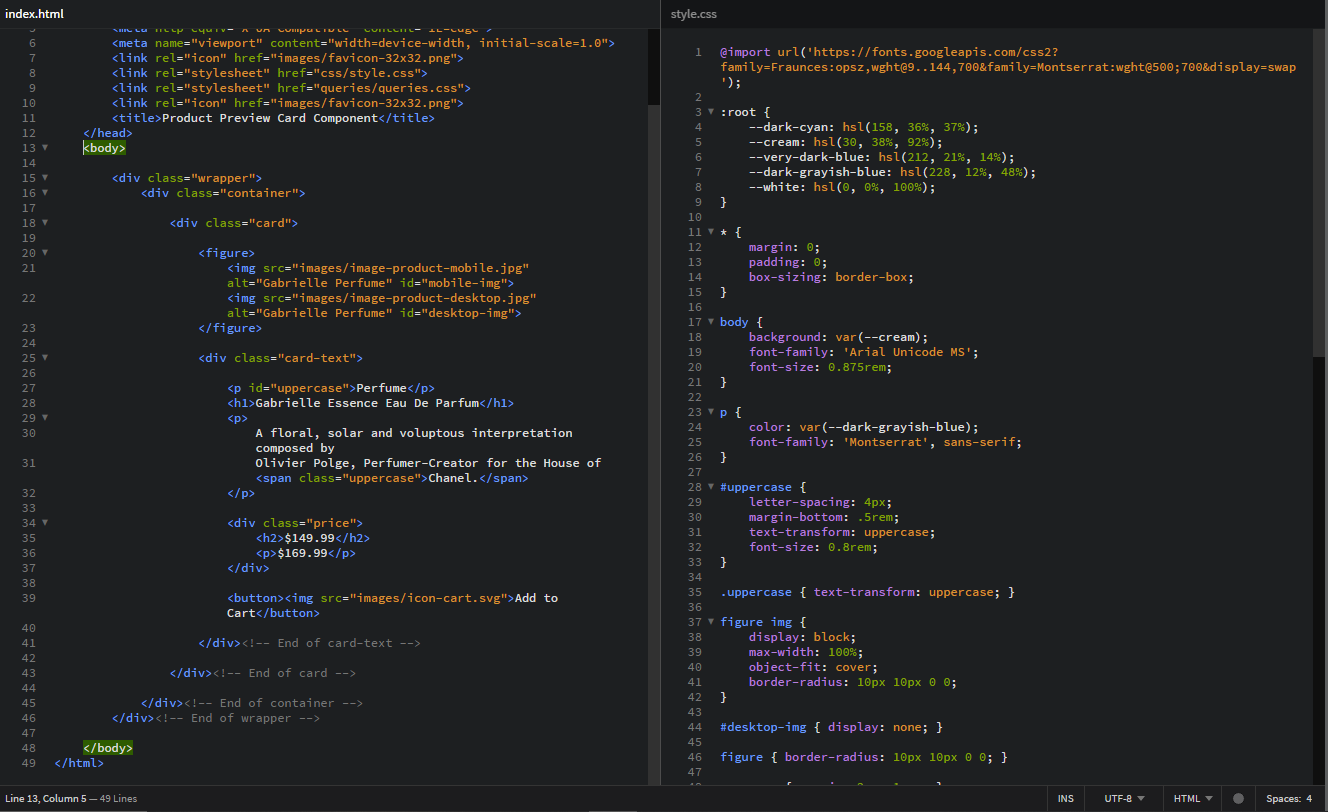 index.html
5 <meta http-equiv="X-UA-Compatible" content="IE=edge">
6 <meta name="viewport" content="width=device-width, initial-scale=1.0">
7 <link rel="icon" href="images/favicon-32x32.png">
8 <link rel="stylesheet" href="css/style.css">
9 <link rel="stylesheet" href="queries/queries.css">
10 <link rel="icon" href="images/favicon-32x32.png">
11 <title>Product Preview Card Component</title>
12 </head>
13 <body>
14
15 <div class="wrapper">
16 <div class="container">
17
18 <div class="card">
19
20 <figure>
21 <img src="images/image-product-mobile.jpg"
alt="Gabrielle Perfume" id="mobile-img">
22 <img src="images/image-product-desktop.jpg"
alt="Gabrielle Perfume" id="desktop-img">
23 </figure>
24
25 <div class="card-text">
26
27 <p id="uppercase">Perfume</p>
28 <h1>Gabrielle Essence Eau De Parfum</h1>
29 <p>
30 A floral, solar and voluptous interpretation
composed by
31 Olivier Polge, Perfumer-Creator for the House of
<span class="uppercase">Chanel.</span>
32 </p>
33
34 <div class="price">
35 <h2>$149.99</h2>
36 <p>$169.99</p>
37 </div>
38
39 <button><img src="images/icon-cart.svg">Add to
Cart</button>
40
41 </div><!-- End of card-text -->
42
43 </div><!-- End of card -->
44
45 </div><!-- End of container -->
46 </div><!-- End of wrapper -->
47
48 </body>
49 </html>
style.css
1 @import url('https://fonts.googleapis.com/css2?
family=Fraunces:opsz,wght@9..144,700&family=Montserrat:wght@500;700&display=swap
');
2
3 :root {
4 --dark-cyan: hsl(158, 36%, 37%);
5 --cream: hsl(30, 38%, 92%);
6 --very-dark-blue: hsl(212, 21%, 14%);
7 --dark-grayish-blue: hsl(228, 12%, 48%);
8 --white: hsl(0, 0%, 100%);
9 }
10
11 * {
12 margin: 0;
13 padding: 0;
14 box-sizing: border-box;
15 }
16
17 body {
18 background: var(--cream);
19 font-family: 'Arial Unicode MS';
20 font-size: 0.875rem;
21 }
22
23 p {
24 color: var(--dark-grayish-blue);
25 font-family: 'Montserrat', sans-serif;
26 }
27
28 #uppercase {
29 letter-spacing: 4px;
30 margin-bottom: .5rem;
31 text-transform: uppercase;
32 font-size: 0.8rem;
33 }
34
35 .uppercase { text-transform: uppercase; }
36
37 figure img {
38 display: block;
39 max-width: 100%;
40 object-fit: cover;
41 border-radius: 10px 10px 0 0;
42 }
43
44 #desktop-img { display: none; }
45
46 figure { border-radius: 10px 10px 0 0; }
47
Line 13, Column 5 — 49 Lines
INS UTF-8 HTML Spaces: 4